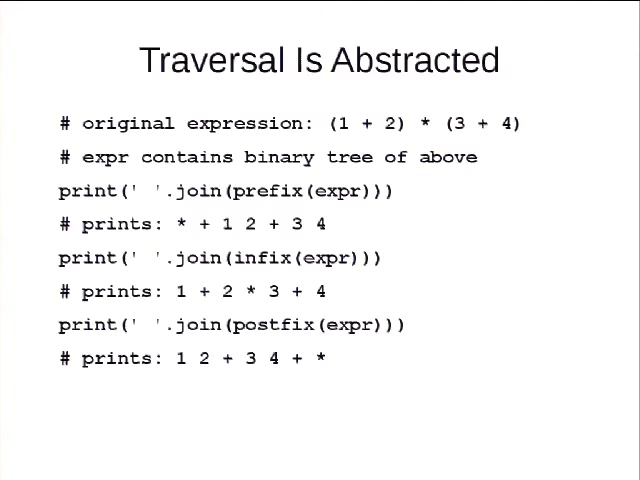 Traversal Is Abstracted
# original expression: (1 + 2) * (3 + 4)
# expr contains binary tree of above
print(' '.join(prefix(expr)))
# prints: * + 1 2 + 3 4
print(' '.join(infix(expr)))
# prints: 1 + 2 * 3 + 4
print(' '.join(postfix(expr)))
# prints: 1 2 + 3 4 + *